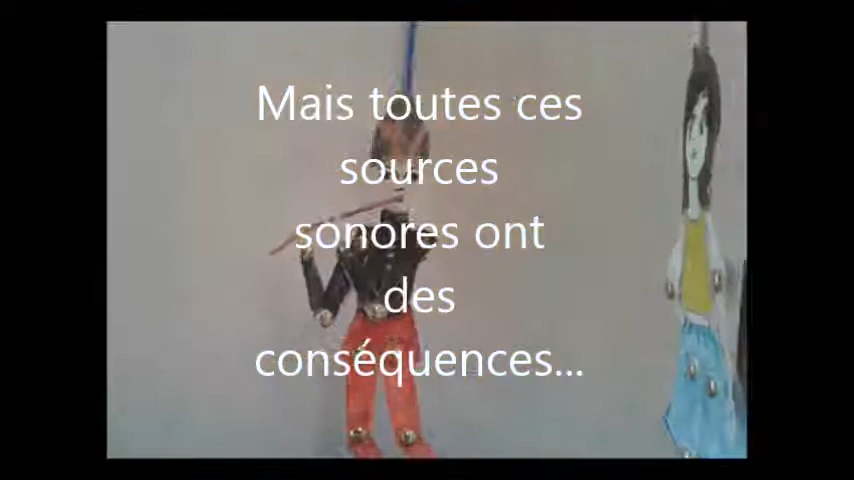 Mais toutes ces
sources
sonores ont
des
conséquences...